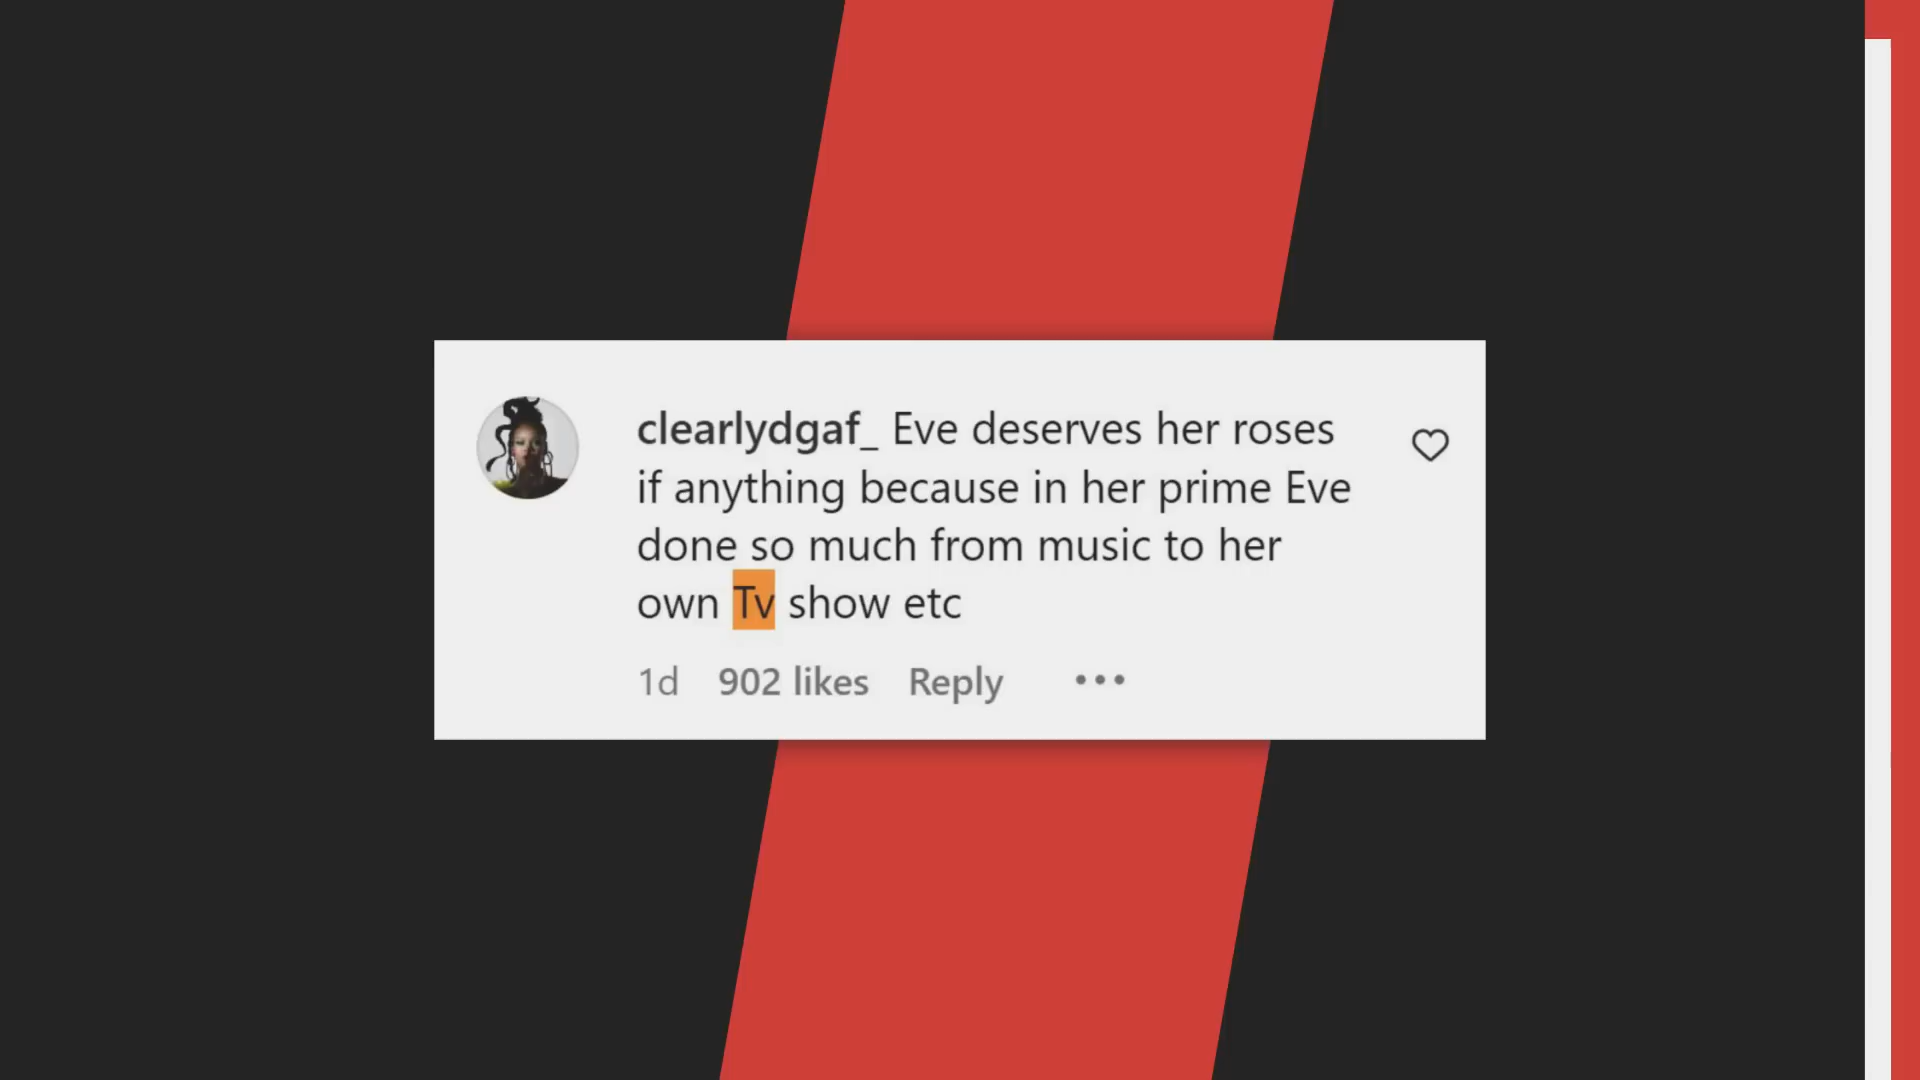 clearlydgaf_ Eve deserves her roses
if anything because in her prime Eve
done so much from music to her
own Tv show etc
1d 902 likes Reply